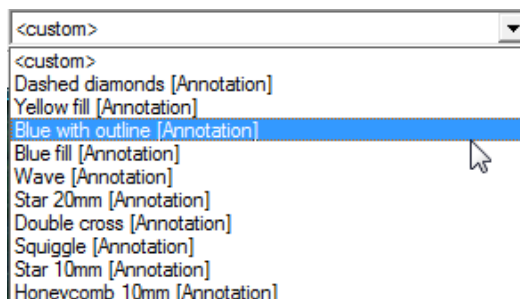 <custom>
<custom>
Dashed diamonds [Annotation]
Yellow fill [Annotation]
Blue with outline [Annotation]
Blue fill [Annotation]
Wave [Annotation]
Star 20mm [Annotation]
Double cross [Annotation]
Squiggle [Annotation]
Star 10mm [Annotation]
Honeycomb 10mm [Annotation]